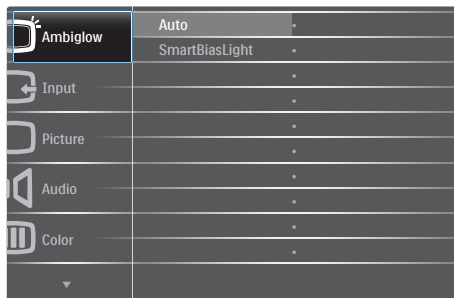 Ambiglow
Auto
SmartBiasLight
Input
Picture
Audio
Color